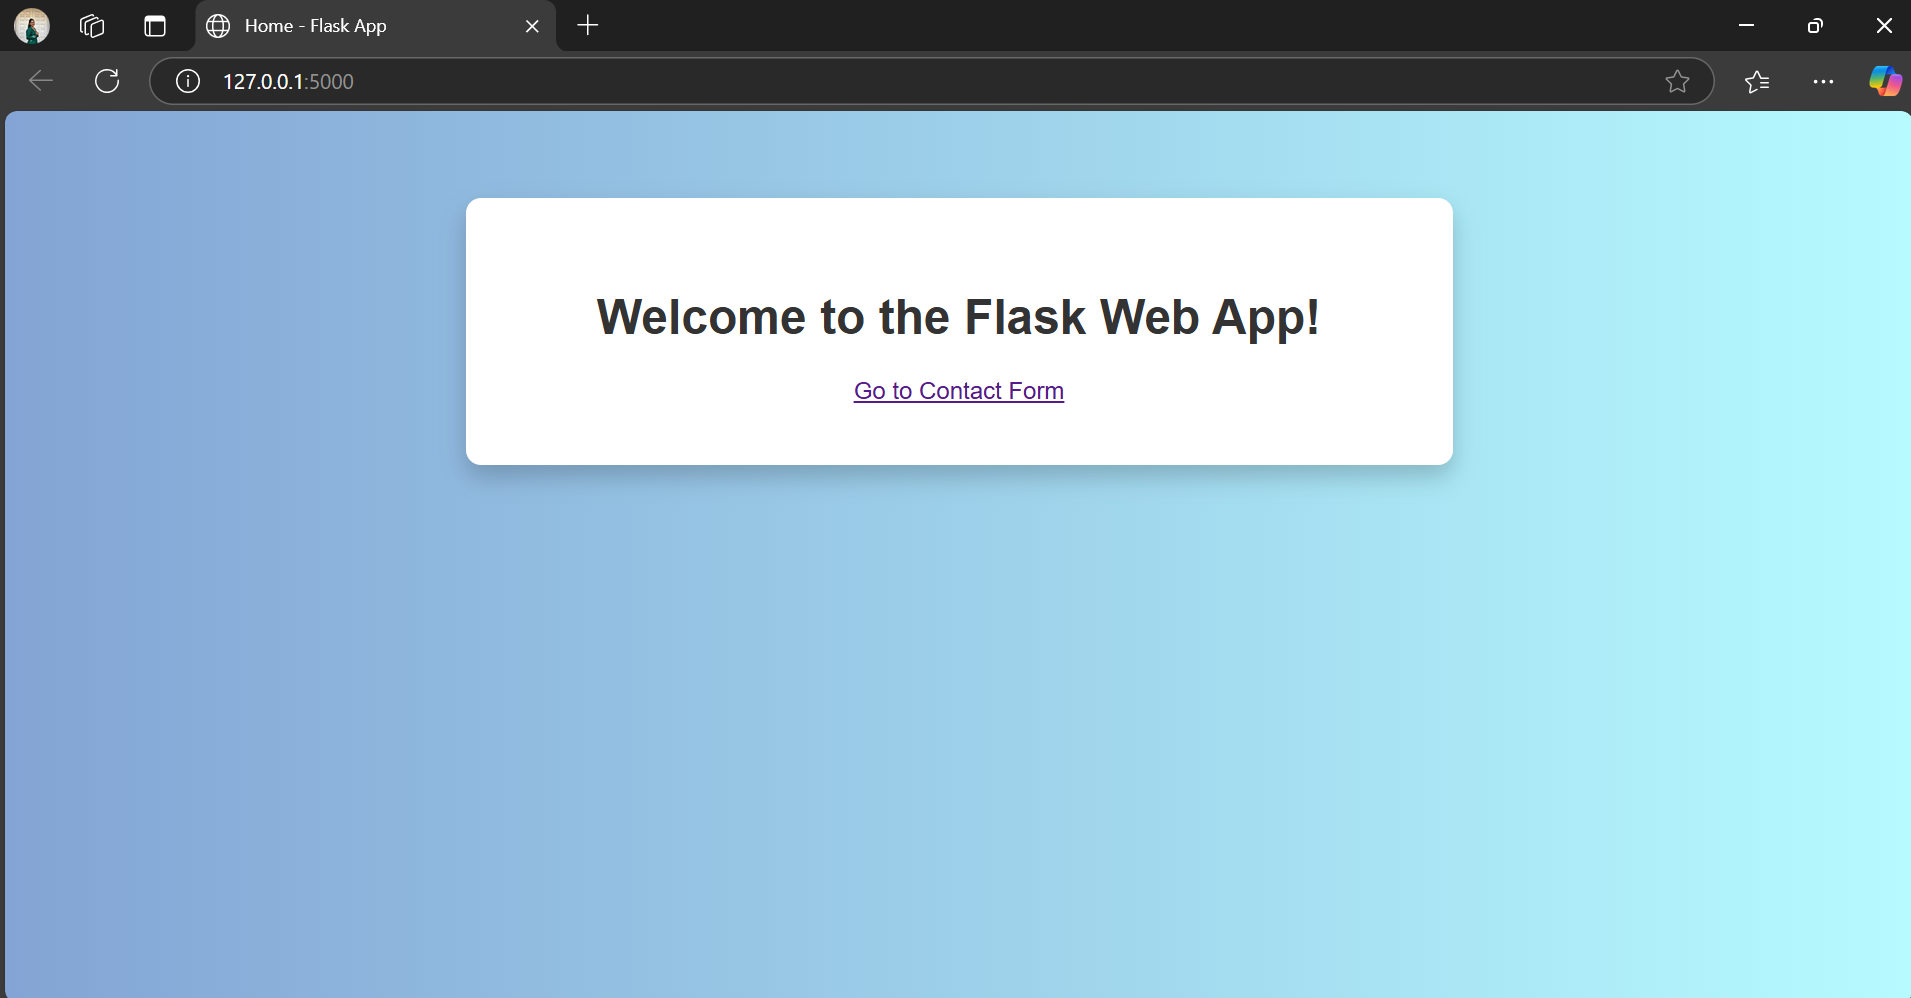 Home - Flask App
127.0.0.1:5000
Welcome to the Flask Web App!
Go to Contact Form